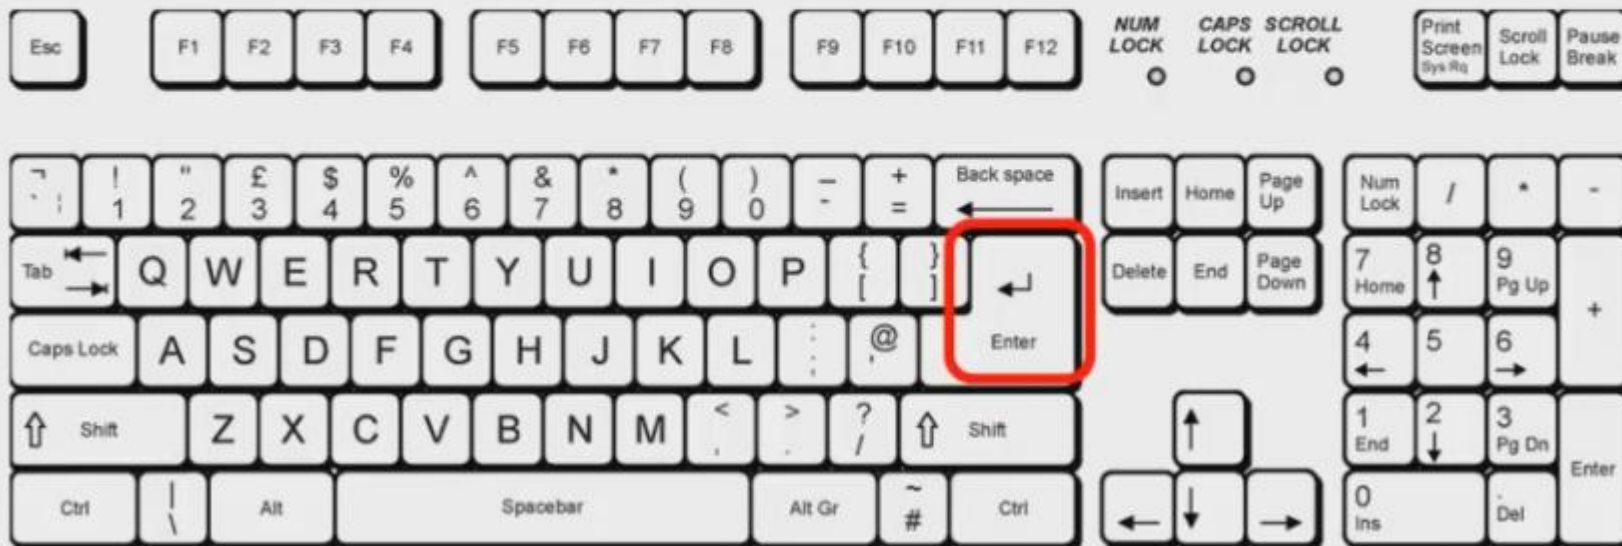 Esc F1 F2 F3 F4 F5 F6 F7 F8 F9 F10 F11 F12
NUM LOCK CAPS LOCK SCROLL LOCK
Print Screen Sys Rq Scroll Lock Pause Break
¬ ` ¦ ! 1 " 2 £ 3 $ 4 % 5 ^ 6 & 7 * 8 ( 9 ) 0 _ - + = Back space Insert Home Page Up Num Lock / * -
Tab Q W E R T Y U I O P { [ } ] Enter Delete End Page Down 7 Home 8 9 Pg Up +
Caps Lock A S D F G H J K L : ; @ ' 4 5 6
Shift Z X C V B N M < , > . ? / Shift 1 End 2 3 Pg Dn Enter
Ctrl | \ Alt Spacebar Alt Gr ~ # Ctrl 0 Ins . Del